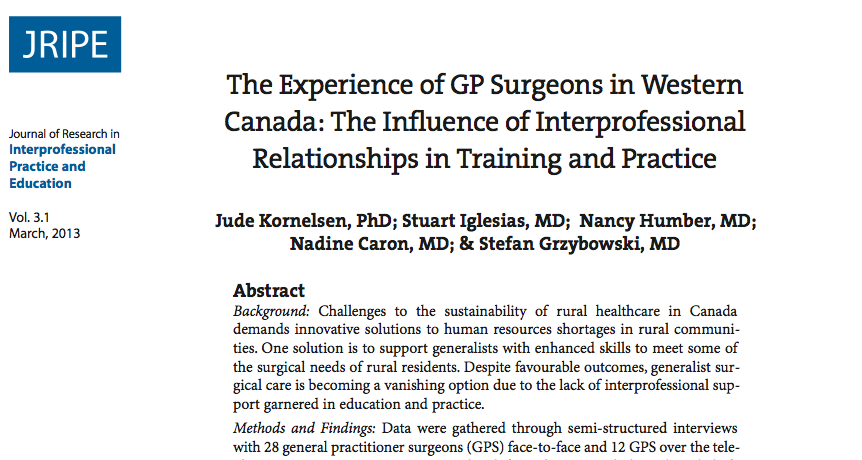 JRIPE
Journal of Research in
Interprofessional
Practice and
Education
Vol. 3.1
March, 2013
The Experience of GP Surgeons in Western
Canada: The Influence of Interprofessional
Relationships in Training and Practice
Jude Kornelsen, PhD; Stuart Iglesias, MD; Nancy Humber, MD;
Nadine Caron, MD; & Stefan Grzybowski, MD
Abstract
Background: Challenges to the sustainability of rural healthcare in Canada
demands innovative solutions to human resources shortages in rural communi-
ties. One solution is to support generalists with enhanced skills to meet some of
the surgical needs of rural residents. Despite favourable outcomes, generalist sur-
gical care is becoming a vanishing option due to the lack of interprofessional sup-
port garnered in education and practice.
Methods and Findings: Data were gathered through semi-structured interviews
with 28 general practitioner surgeons (GPS) face-to-face and 12 GPS over the tele-